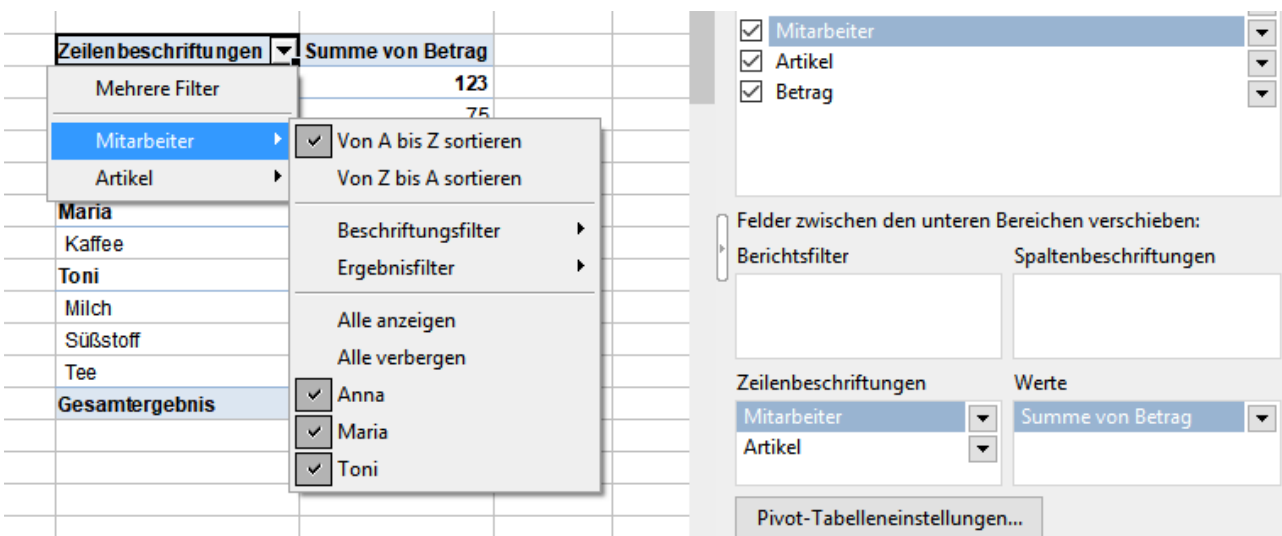 Zeilenbeschriftungen Summe von Betrag
123
75
Mehrere Filter
Mitarbeiter
Artikel
Von A bis Z sortieren
Von Z bis A sortieren
Beschriftungsfilter
Ergebnisfilter
Alle anzeigen
Alle verbergen
Anna
Maria
Toni
Maria
Kaffee
Toni
Milch
Süßstoff
Tee
Gesamtergebnis
Mitarbeiter
Artikel
Betrag
Felder zwischen den unteren Bereichen verschieben:
Berichtsfilter Spaltenbeschriftungen
Zeilenbeschriftungen Werte
Mitarbeiter Summe von Betrag
Artikel
Pivot-Tabelleneinstellungen...